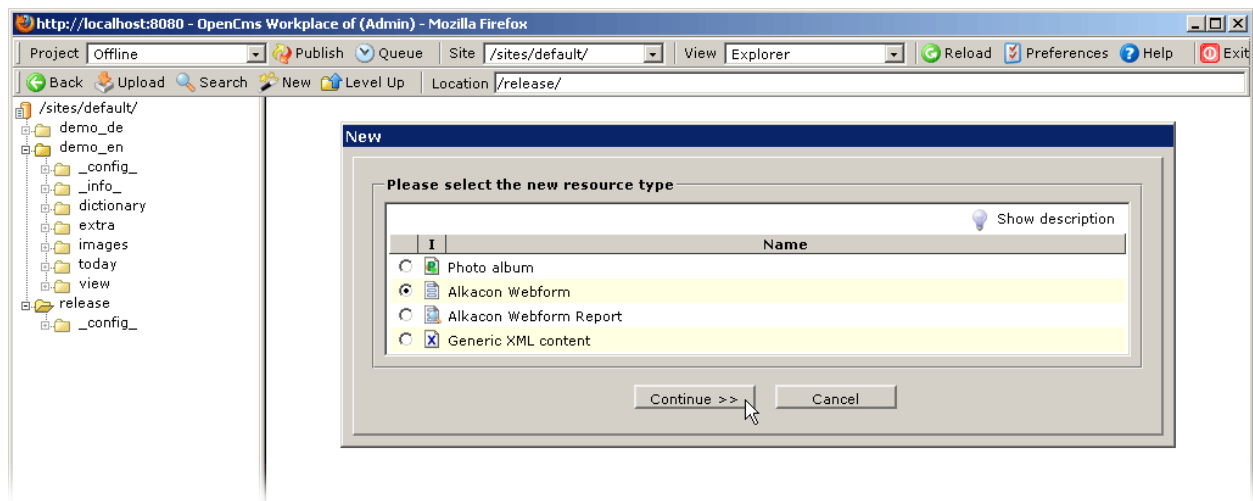 http://localhost:8080 - OpenCms Workplace of (Admin) - Mozilla Firefox
Project Offline Publish Queue Site /sites/default/ View Explorer Reload Preferences Help Exit
Back Upload Search New Level Up Location /release/
/sites/default/
demo_de
demo_en
_config_
_info_
dictionary
extra
images
today
view
release
_config_
New
Please select the new resource type
Show description
I Name
Photo album
Alkacon Webform
Alkacon Webform Report
X Generic XML content
Continue >> Cancel